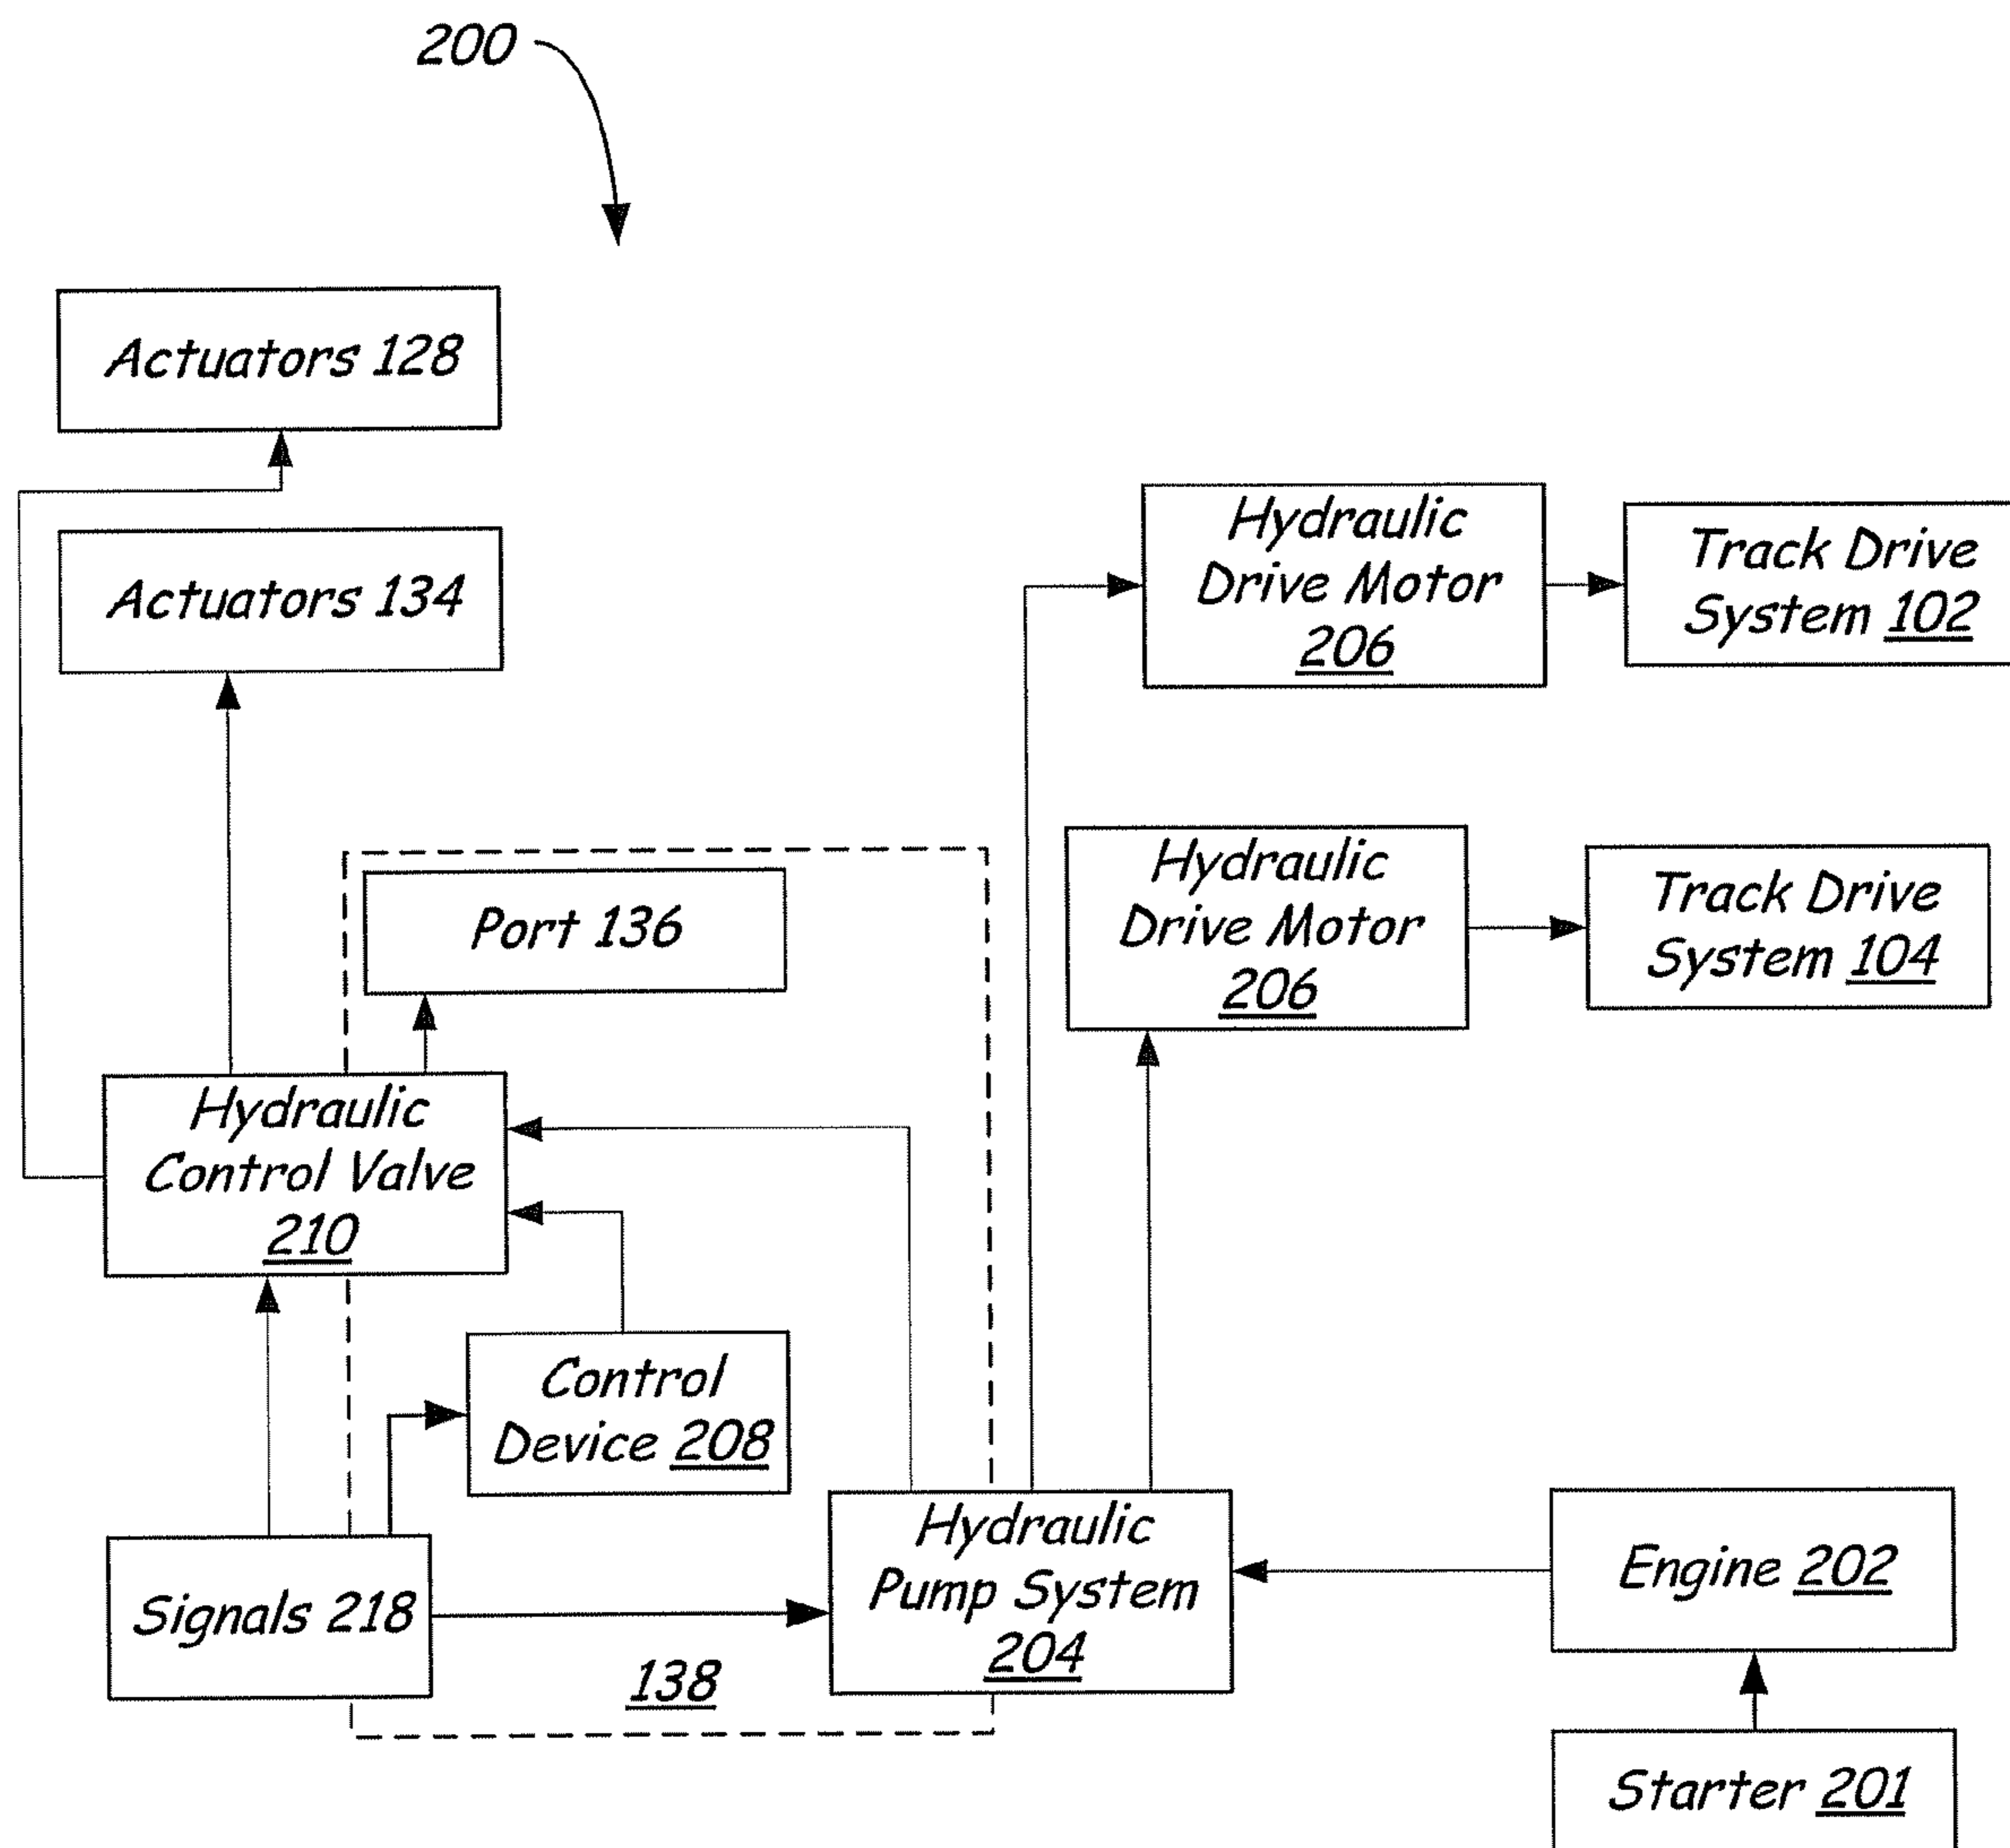 200
Actuators 128
Actuators 134
Hydraulic
Drive Motor
206
Track Drive
System 102
Hydraulic
Drive Motor
206
Track Drive
System 104
Port 136
Hydraulic
Control Valve
210
Control
Device 208
Signals 218
138
Hydraulic
Pump System
204
Engine 202
Starter 201